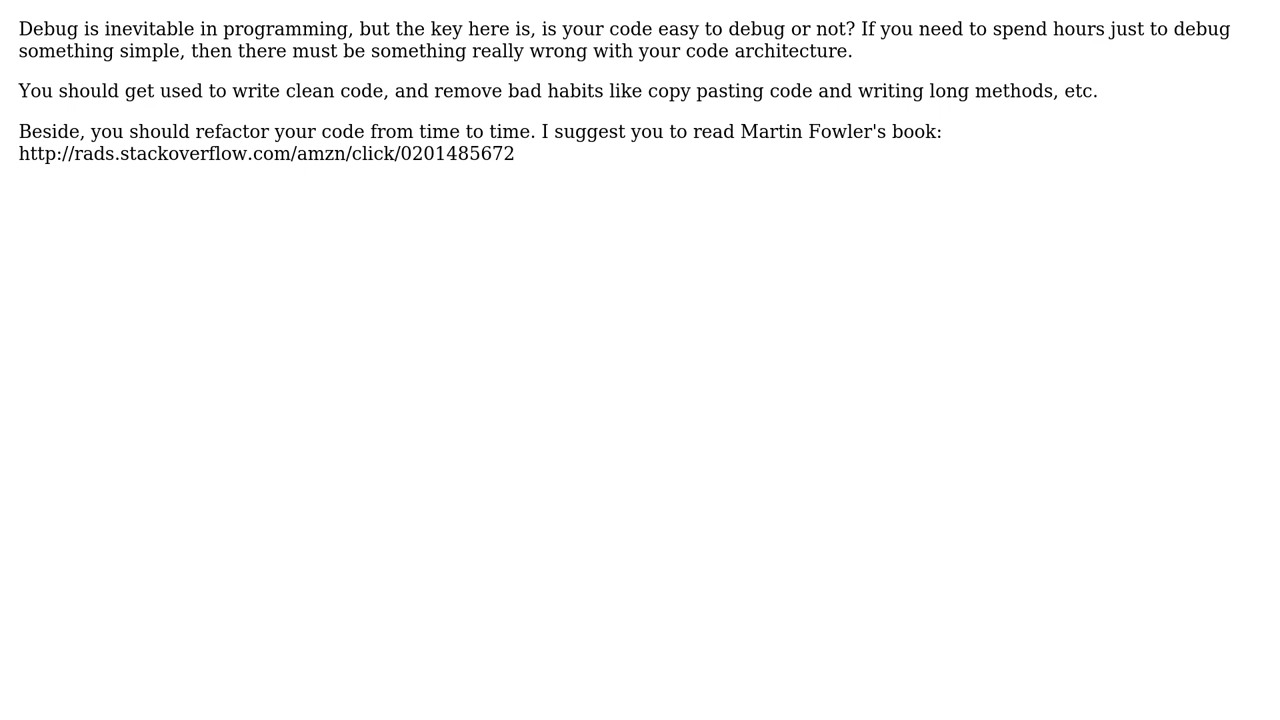 Debug is inevitable in programming, but the key here is, is your code easy to debug or not? If you need to spend hours just to debug
something simple, then there must be something really wrong with your code architecture.
You should get used to write clean code, and remove bad habits like copy pasting code and writing long methods, etc.
Beside, you should refactor your code from time to time. I suggest you to read Martin Fowler's book:
http://rads.stackoverflow.com/amzn/click/0201485672